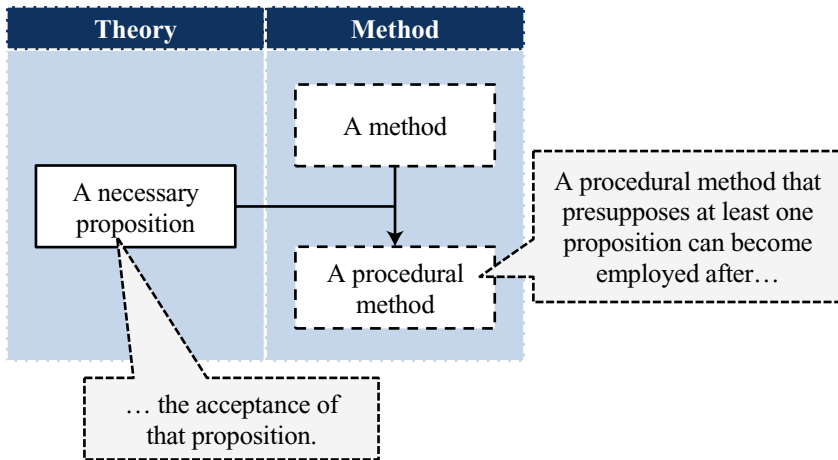 Theory
Method
A method
A necessary
proposition
A procedural
method
A procedural method that
presupposes at least one
proposition can become
employed after…
… the acceptance of
that proposition.